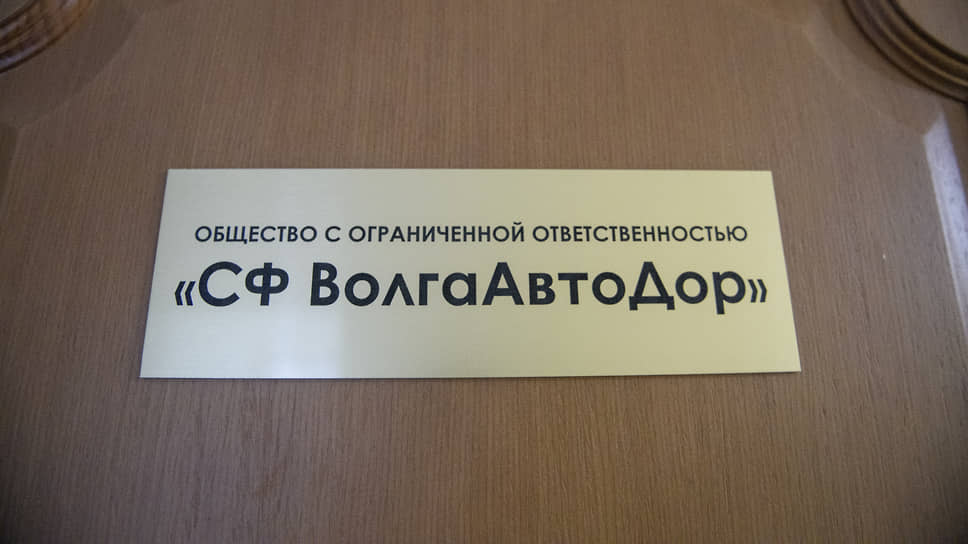 ОБЩЕСТВО С ОГРАНИЧЕННОЙ ОТВЕТСТВЕННОСТЬЮ
«СФ ВолгаАвтоДор»